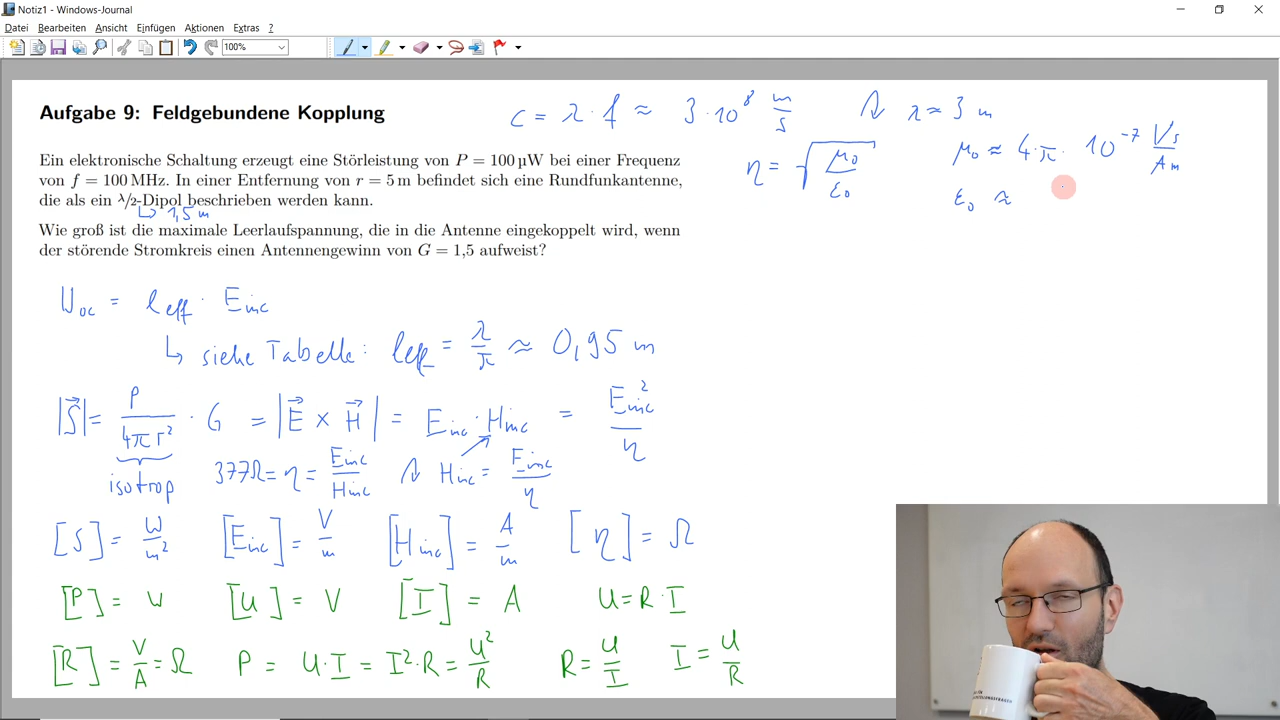 Notiz1 - Windows-Journal
Datei Bearbeiten Ansicht Einfügen Aktionen Extras ?
100%
Aufgabe 9: Feldgebundene Kopplung
c = λ · f ≈ 3 · 10⁸ m/s ↷ λ ≈ 3 m
η = √(μ₀/ε₀) μ₀ ≈ 4 · π · 10⁻⁷ Vs/Am
ε₀ ≈
Ein elektronische Schaltung erzeugt eine Störleistung von P = 100 µW bei einer Frequenz
von f = 100 MHz. In einer Entfernung von r = 5 m befindet sich eine Rundfunkantenne,
die als ein λ/2-Dipol beschrieben werden kann.
↳ 1,5 m
Wie groß ist die maximale Leerlaufspannung, die in die Antenne eingekoppelt wird, wenn
der störende Stromkreis einen Antennengewinn von G = 1,5 aufweist?
U_oc = l_eff · E_inc
↳ siehe Tabelle: l_eff = λ/π ≈ 0,95 m
|S⃗| = P/(4πr²) · G = |E⃗ × H⃗| = E_inc · H_inc = E_inc²/η
isotrop 377Ω = η = E_inc/H_inc ↷ H_inc = E_inc/η
[S] = W/m² [E_inc] = V/m [H_inc] = A/m [η] = Ω
[P] = W [U] = V [I] = A U = R · I
[R] = V/A = Ω P = U · I = I² · R = U²/R R = U/I I = U/R